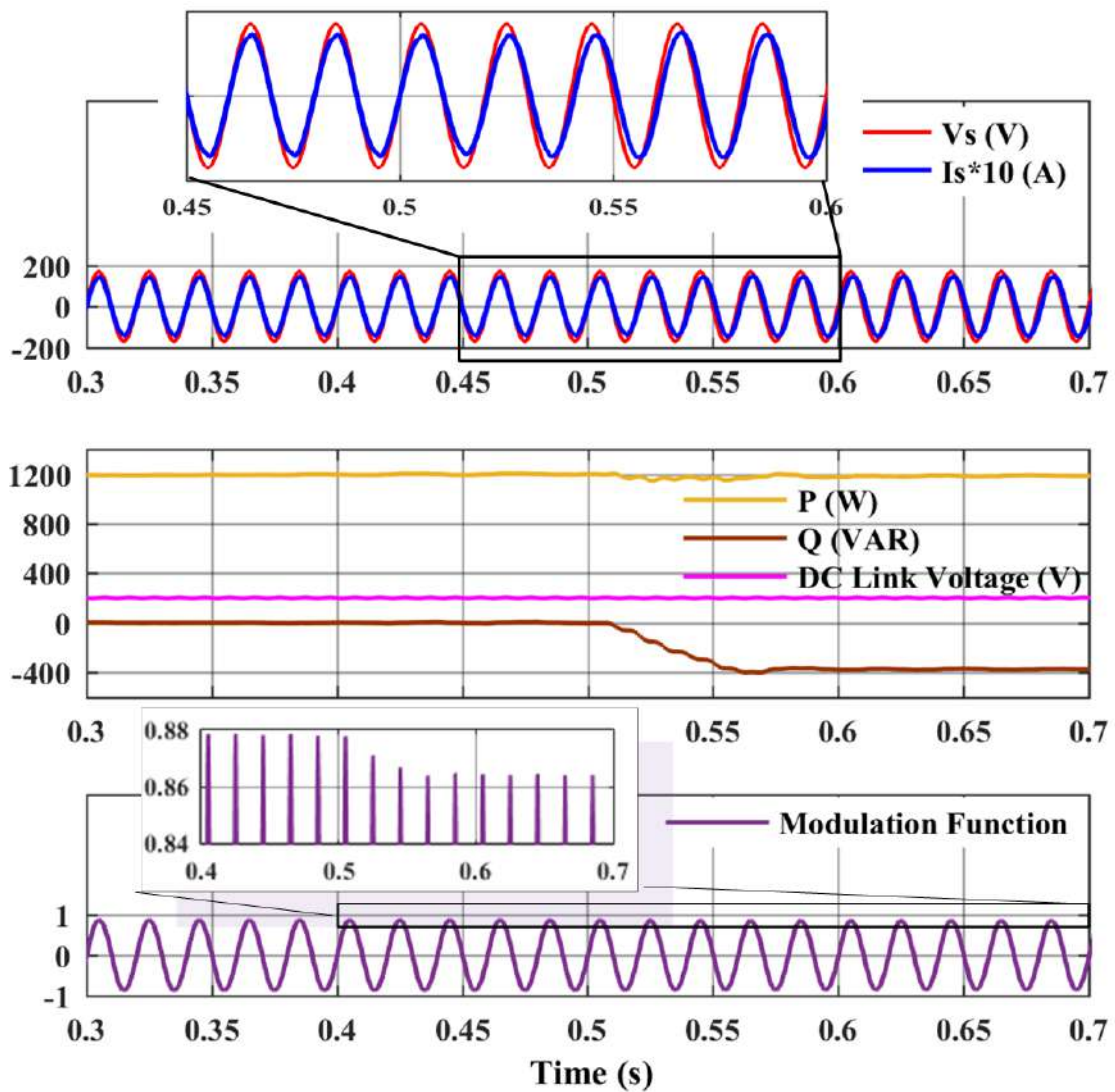 Vs (V)
Is*10 (A)
0.45 0.5 0.55 0.6
200
0
-200
0.3 0.35 0.4 0.45 0.5 0.55 0.6 0.65 0.7
1200
800
400
0
-400
P (W)
Q (VAR)
DC Link Voltage (V)
0.3 0.55 0.6 0.65 0.7
0.88
0.86
0.84
0.4 0.5 0.6 0.7
Modulation Function
1
0
-1
0.3 0.35 0.4 0.45 0.5 0.55 0.6 0.65 0.7
Time (s)